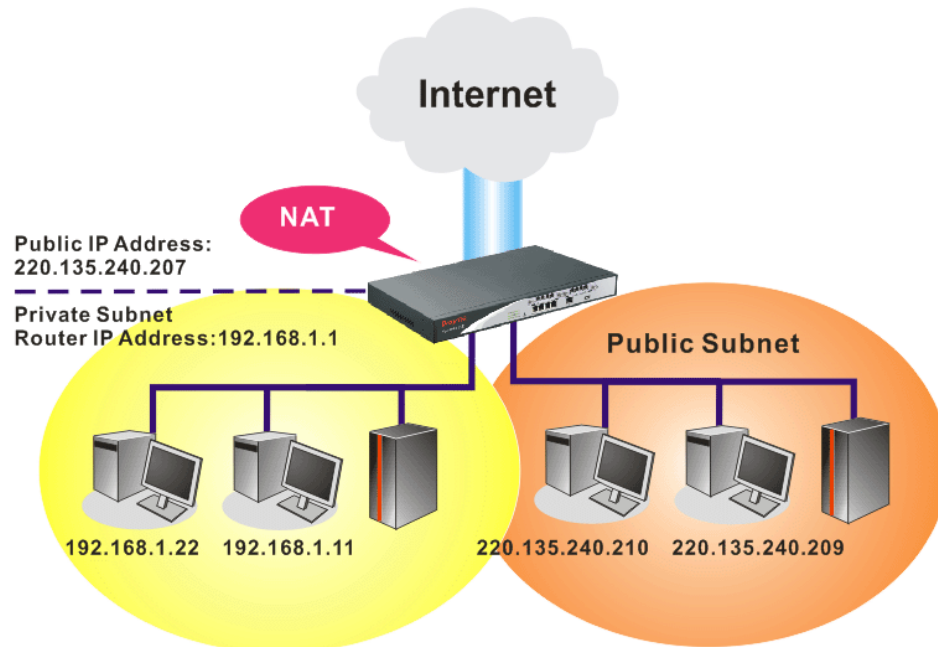 Internet
NAT
Public IP Address:
220.135.240.207
Private Subnet
Router IP Address:192.168.1.1
Public Subnet
192.168.1.22
192.168.1.11
220.135.240.210
220.135.240.209